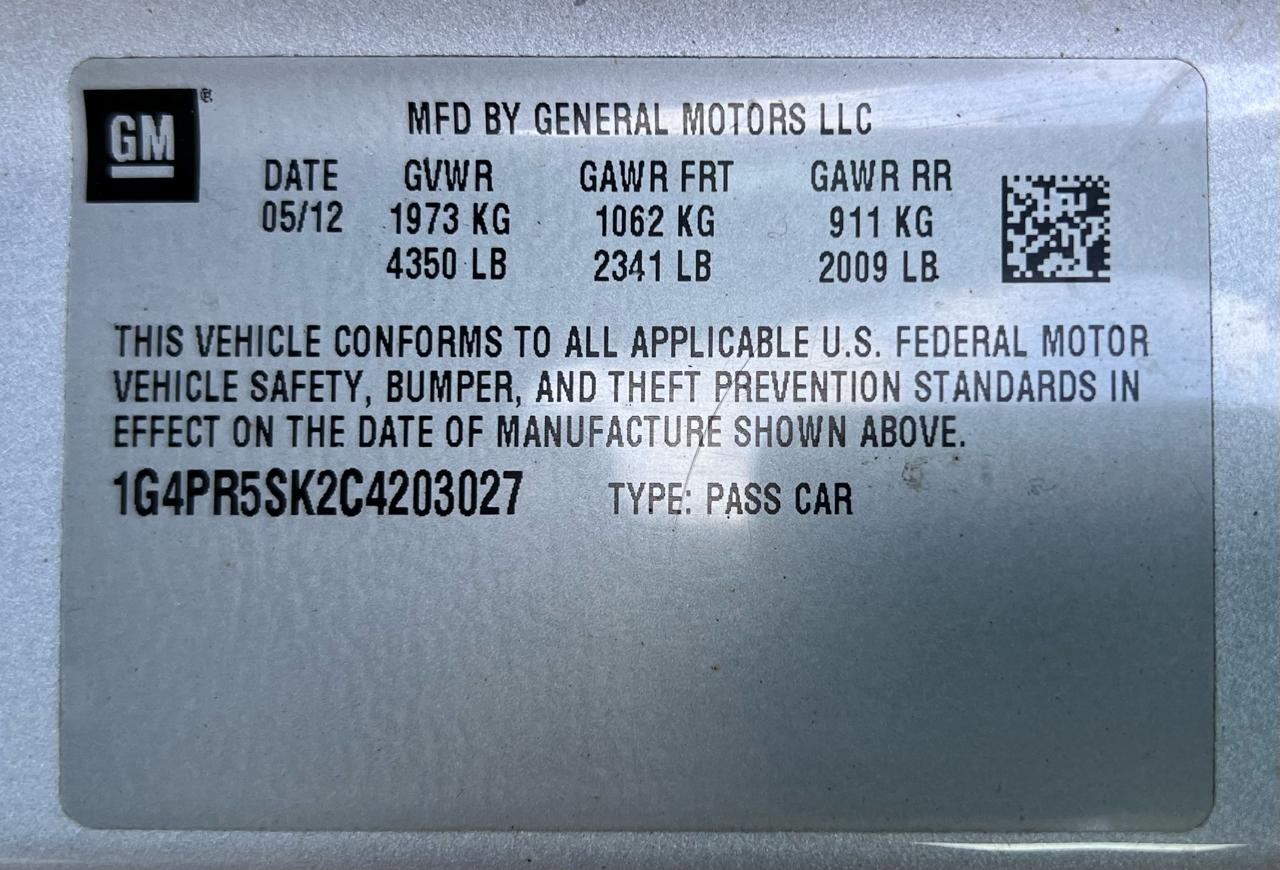 GM ®
MFD BY GENERAL MOTORS LLC
DATE GVWR GAWR FRT GAWR RR
05/12 1973 KG 1062 KG 911 KG
4350 LB 2341 LB 2009 LB
THIS VEHICLE CONFORMS TO ALL APPLICABLE U.S. FEDERAL MOTOR
VEHICLE SAFETY, BUMPER, AND THEFT PREVENTION STANDARDS IN
EFFECT ON THE DATE OF MANUFACTURE SHOWN ABOVE.
1G4PR5SK2C4203027 TYPE: PASS CAR